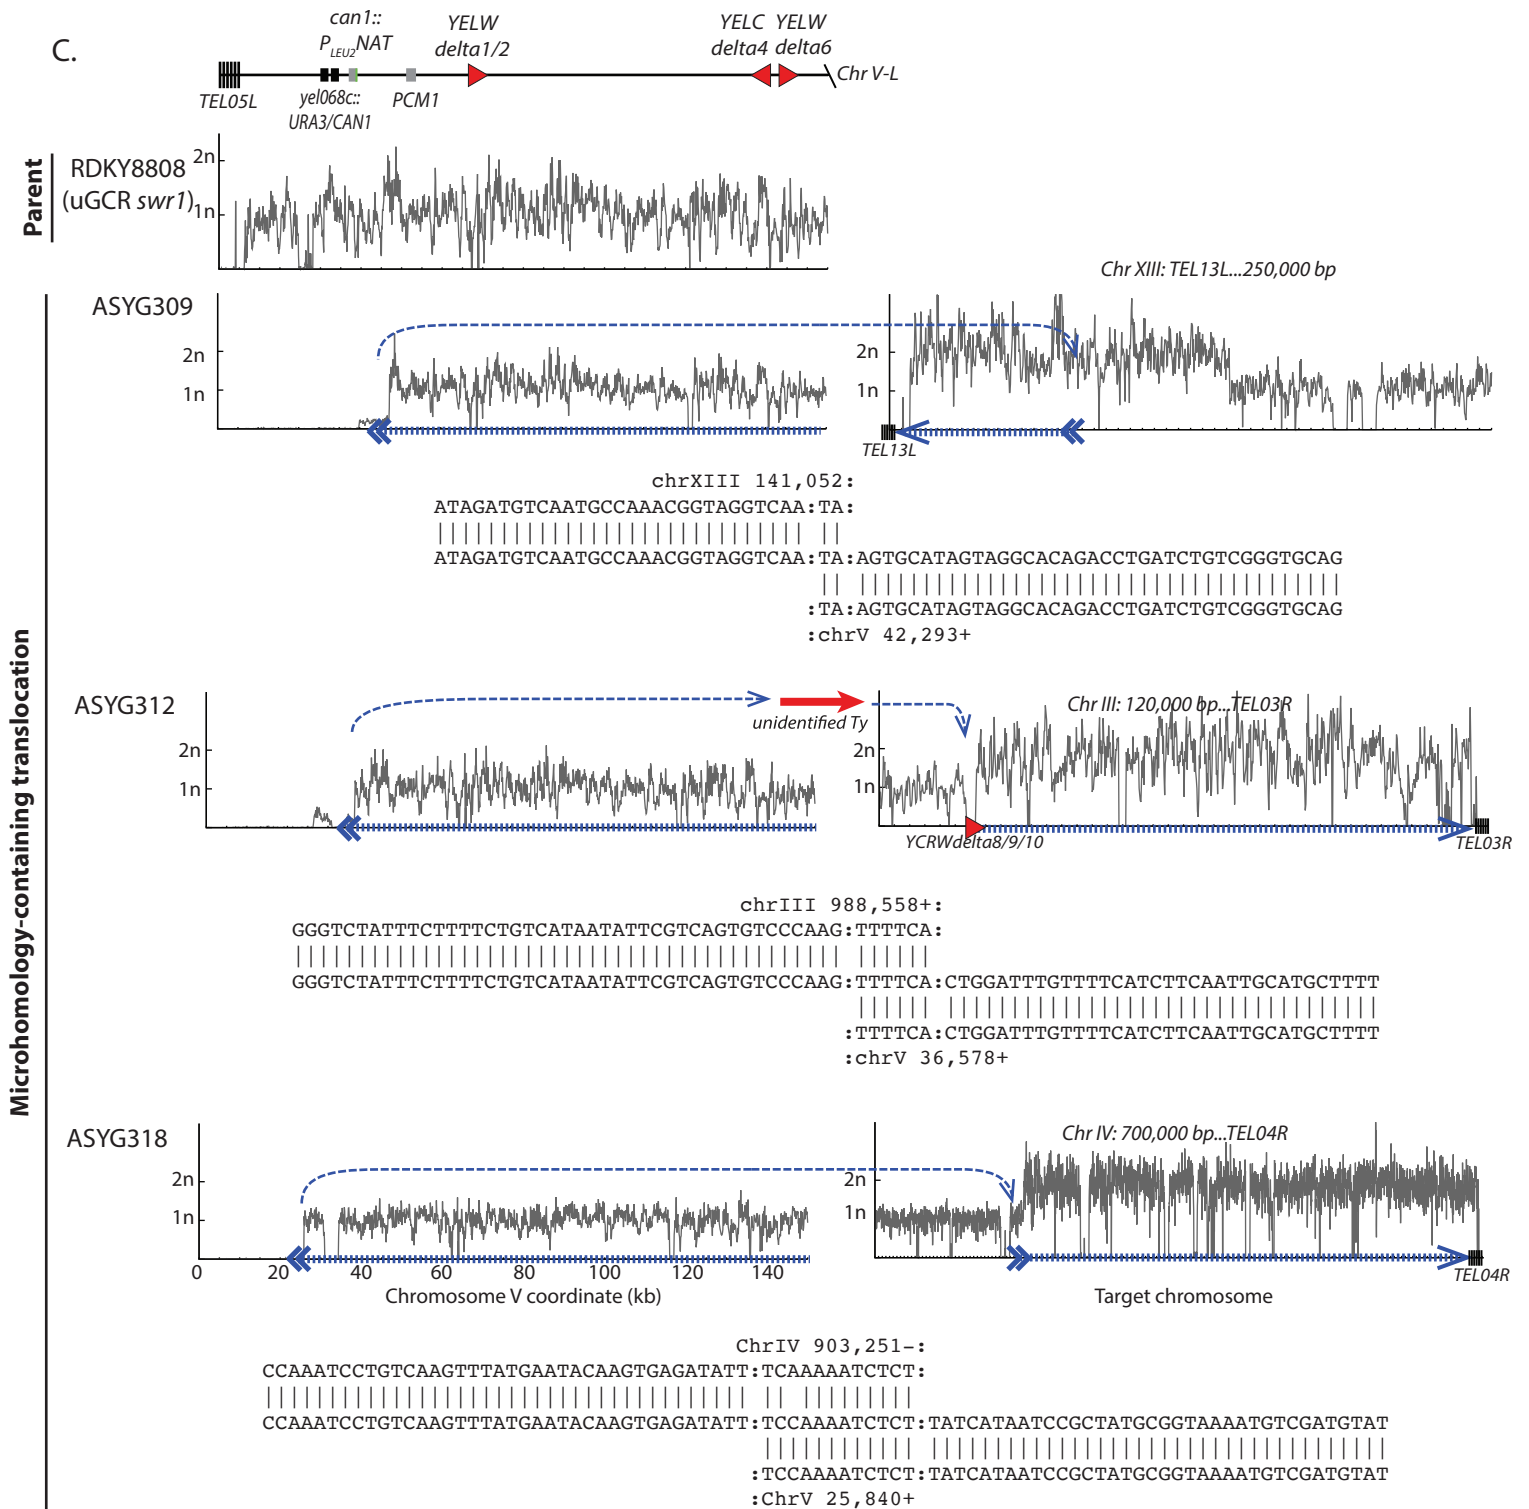 C.
can1::
P_LEU2 NAT
YELW
delta1/2
YELC
delta4
YELW
delta6
Chr V-L
TEL05L
yel068c::
URA3/CAN1
PCM1
Parent
RDKY8808
(uGCR swr1)
2n
1n
Microhomology-containing translocation
ASYG309
2n
1n
Chr XIII: TEL13L...250,000 bp
2n
1n
TEL13L
chrXIII 141,052:
ATAGATGTCAATGCCAAACGGTAGGTCAA:TA:
ATAGATGTCAATGCCAAACGGTAGGTCAA:TA:AGTGCATAGTAGGCACAGACCTGATCTGTCGGGTGCAG
:TA:AGTGCATAGTAGGCACAGACCTGATCTGTCGGGTGCAG
:chrV 42,293+
ASYG312
2n
1n
unidentified Ty
Chr III: 120,000 bp...TEL03R
2n
1n
YCRWdelta8/9/10
TEL03R
chrIII 988,558+:
GGGTCTATTTCTTTTCTGTCATAATATTCGTCAGTGTCCCAAG:TTTTCA:
GGGTCTATTTCTTTTCTGTCATAATATTCGTCAGTGTCCCAAG:TTTTCA:CTGGATTTGTTTTCATCTTCAATTGCATGCTTTT
:TTTTCA:CTGGATTTGTTTTCATCTTCAATTGCATGCTTTT
:chrV 36,578+
ASYG318
2n
1n
Chr IV: 700,000 bp...TEL04R
2n
1n
TEL04R
0 20 40 60 80 100 120 140
Chromosome V coordinate (kb)
Target chromosome
ChrIV 903,251-:
CCAAATCCTGTCAAGTTTATGAATACAAGTGAGATATT:TCAAAAATCTCT:
CCAAATCCTGTCAAGTTTATGAATACAAGTGAGATATT:TCCAAAATCTCT:TATCATAATCCGCTATGCGGTAAAATGTCGATGTAT
:TCCAAAATCTCT:TATCATAATCCGCTATGCGGTAAAATGTCGATGTAT
:ChrV 25,840+